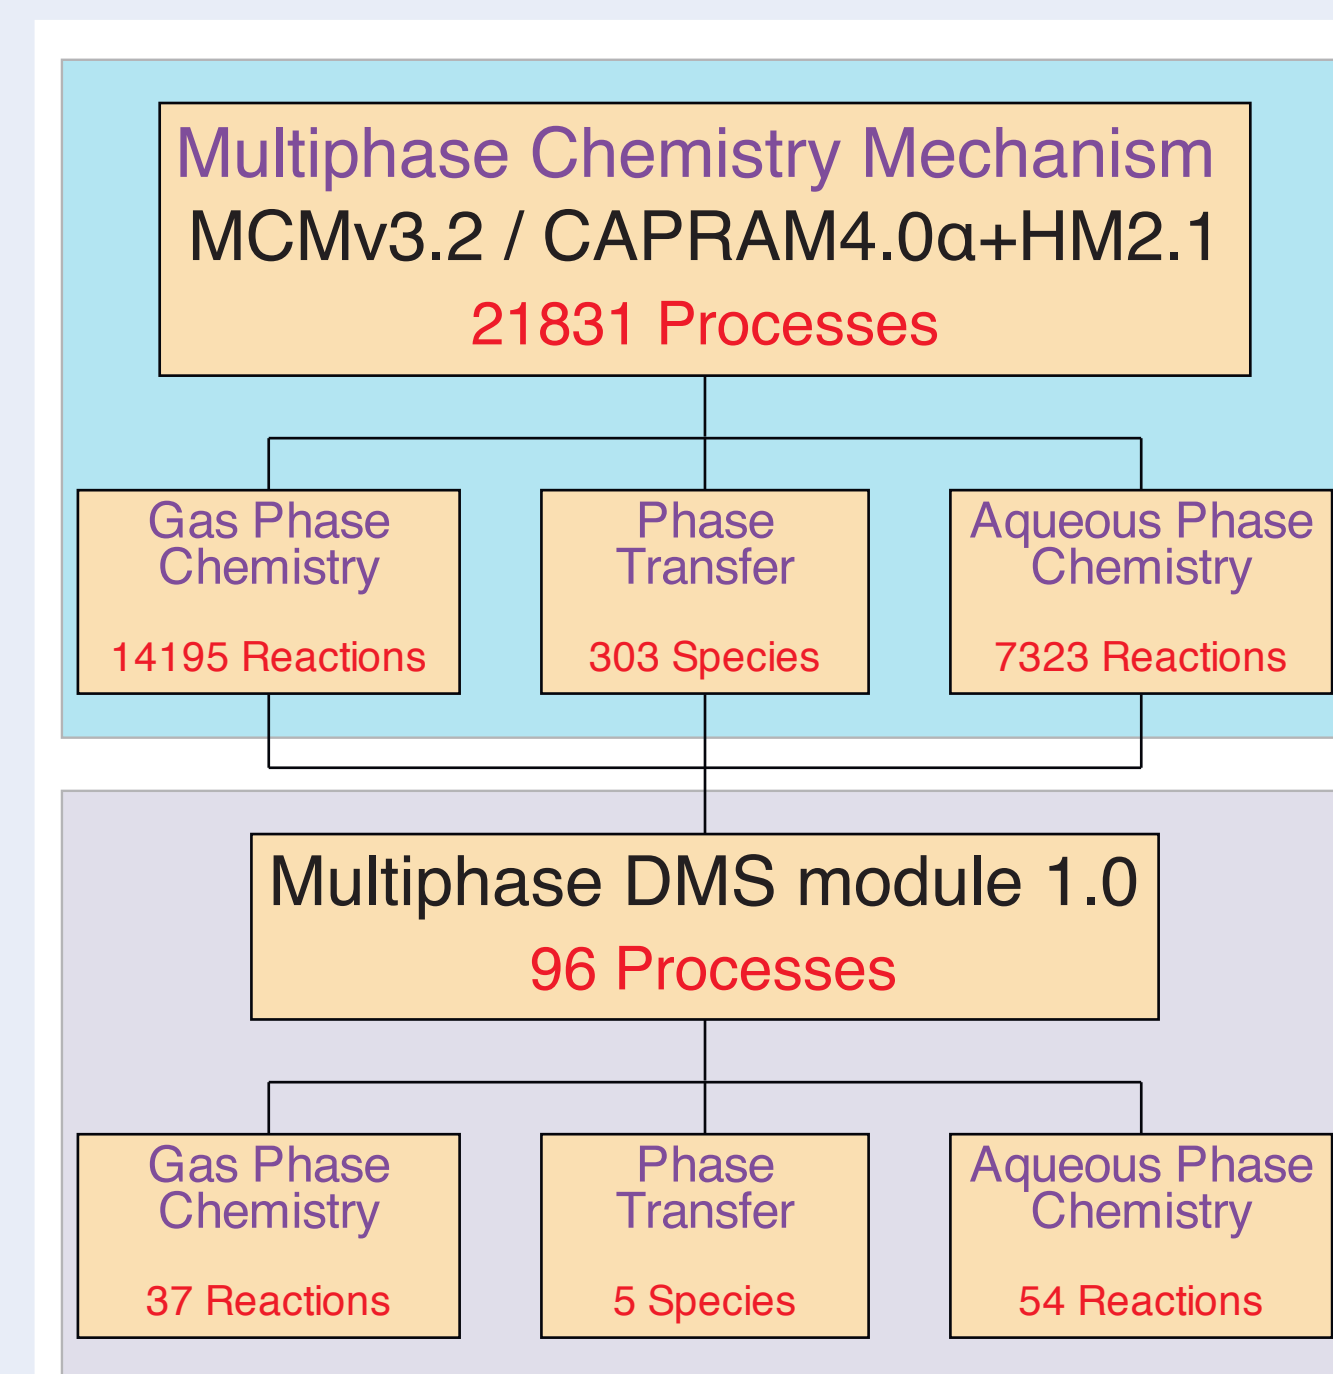 Multiphase Chemistry Mechanism
MCMv3.2 / CAPRAM4.0α+HM2.1
21831 Processes
Gas Phase
Chemistry
14195 Reactions
Phase
Transfer
303 Species
Aqueous Phase
Chemistry
7323 Reactions
Multiphase DMS module 1.0
96 Processes
Gas Phase
Chemistry
37 Reactions
Phase
Transfer
5 Species
Aqueous Phase
Chemistry
54 Reactions